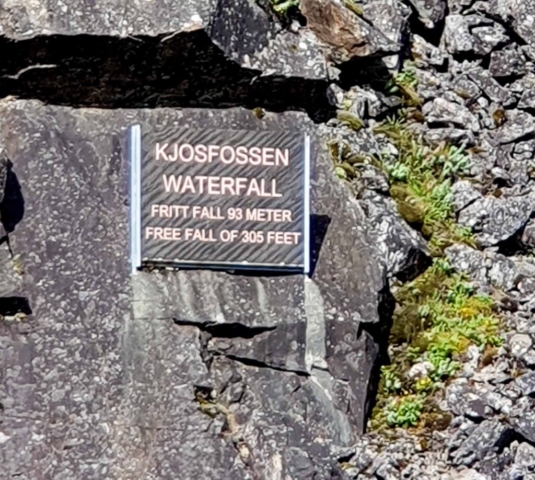 KJOSFOSSEN
WATERFALL
FRITT FALL 93 METER
FREE FALL OF 305 FEET